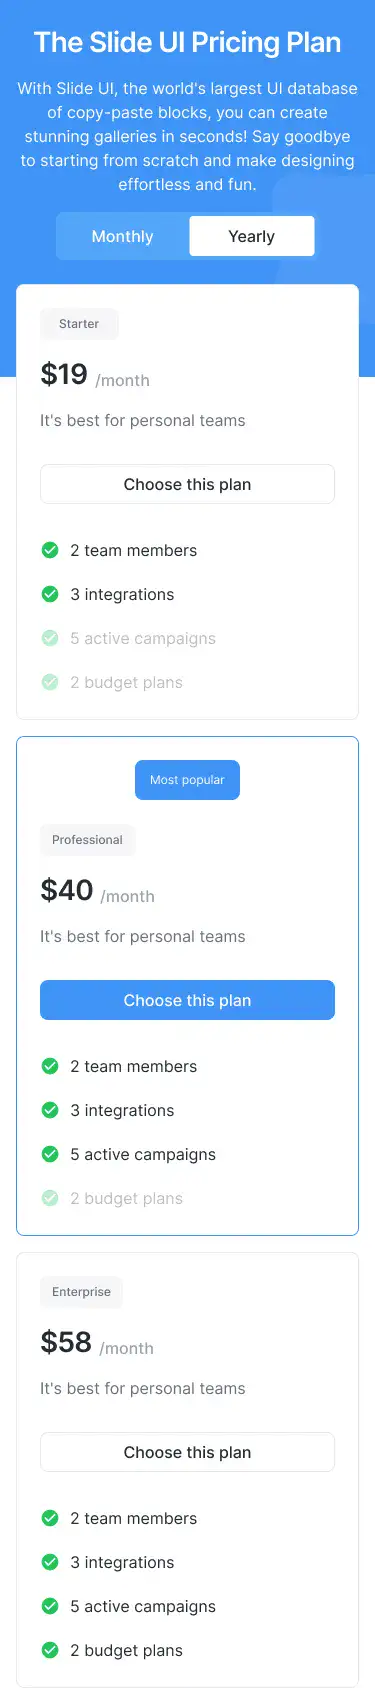 The Slide UI Pricing Plan
With Slide UI, the world's largest UI database
of copy-paste blocks, you can create
stunning galleries in seconds! Say goodbye
to starting from scratch and make designing
effortless and fun.
Monthly
Yearly
Starter
$19 /month
It's best for personal teams
Choose this plan
2 team members
3 integrations
5 active campaigns
2 budget plans
Most popular
Professional
$40 /month
It's best for personal teams
Choose this plan
2 team members
3 integrations
5 active campaigns
2 budget plans
Enterprise
$58 /month
It's best for personal teams
Choose this plan
2 team members
3 integrations
5 active campaigns
2 budget plans